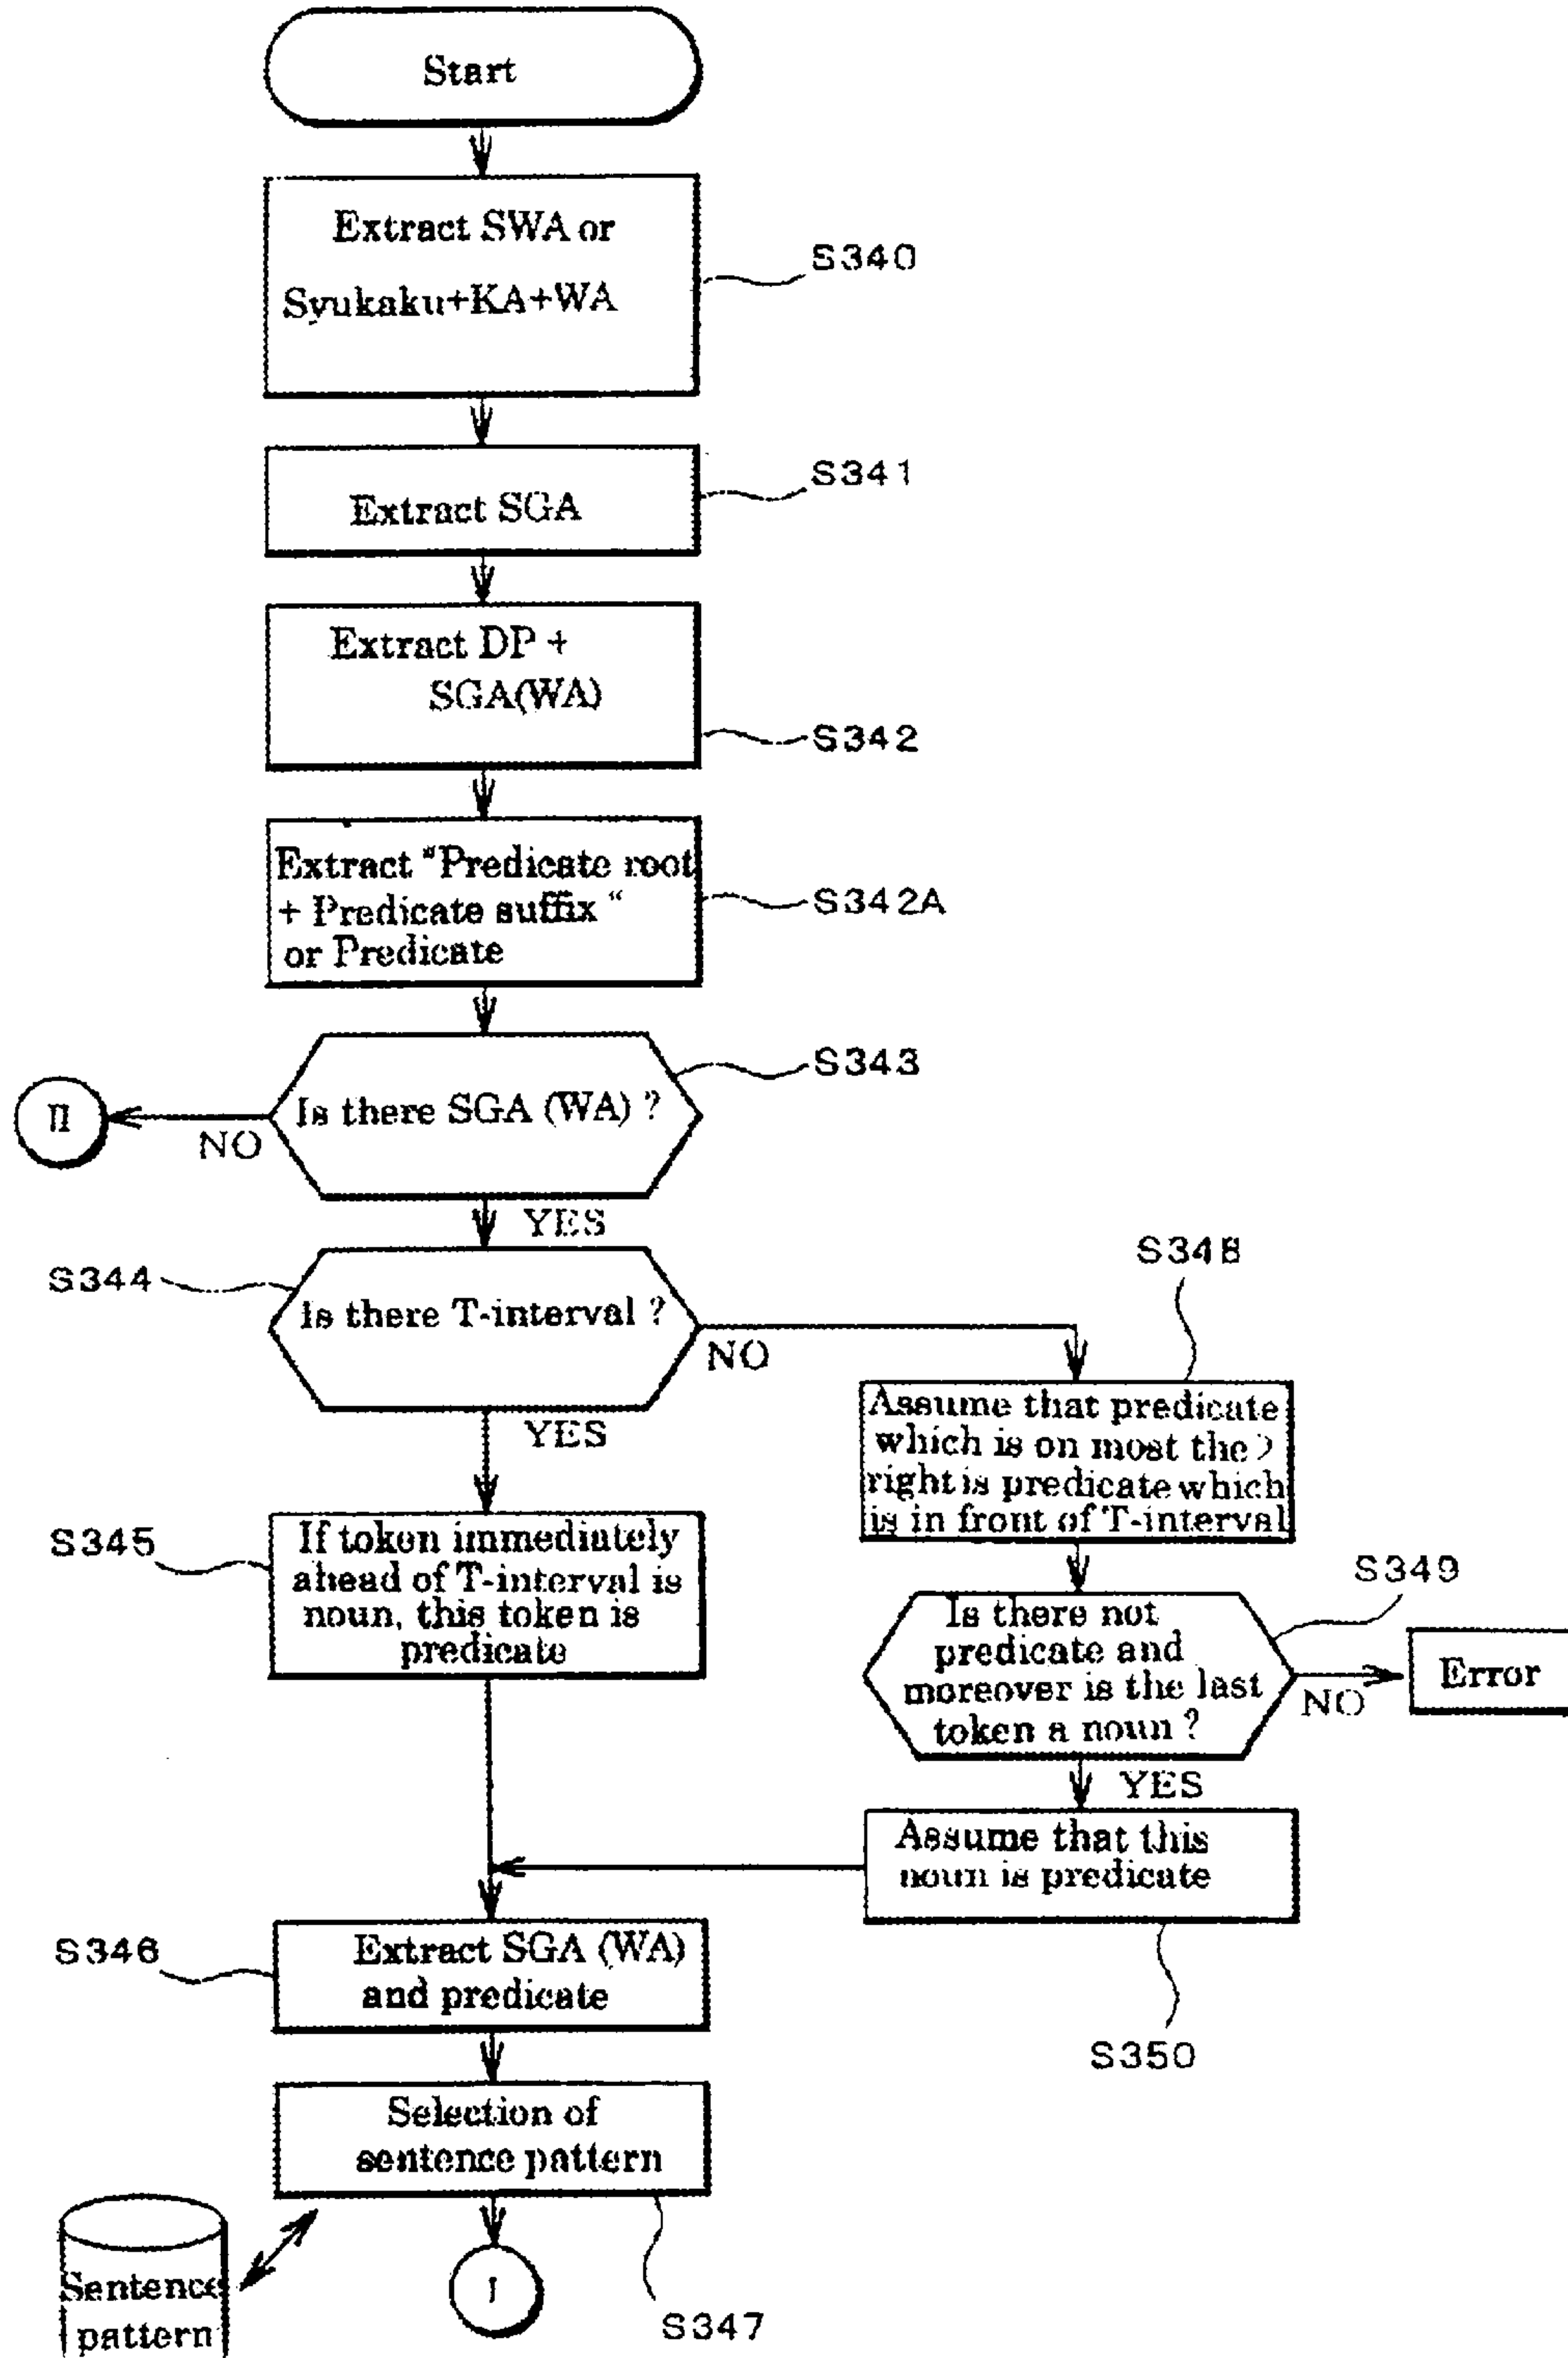 Start
Extract SWA or
Syukaku+KA+WA
S340
Extract SGA
S341
Extract DP +
SGA(WA)
S342
Extract "Predicate root
+ Predicate suffix “
or Predicate
S342A
Is there SGA (WA) ?
S343
II
NO
YES
S344
Is there T-interval ?
NO
YES
S348
Assume that predicate
which is on most the
right is predicate which
is in front of T-interval
S345
If token immediately
ahead of T-interval is
noun, this token is
predicate
S349
Is there not
predicate and
moreover is the last
token a noun ?
NO
Error
YES
Assume that this
noun is predicate
S350
S346
Extract SGA (WA)
and predicate
Selection of
sentence pattern
S347
Sentence
pattern
I